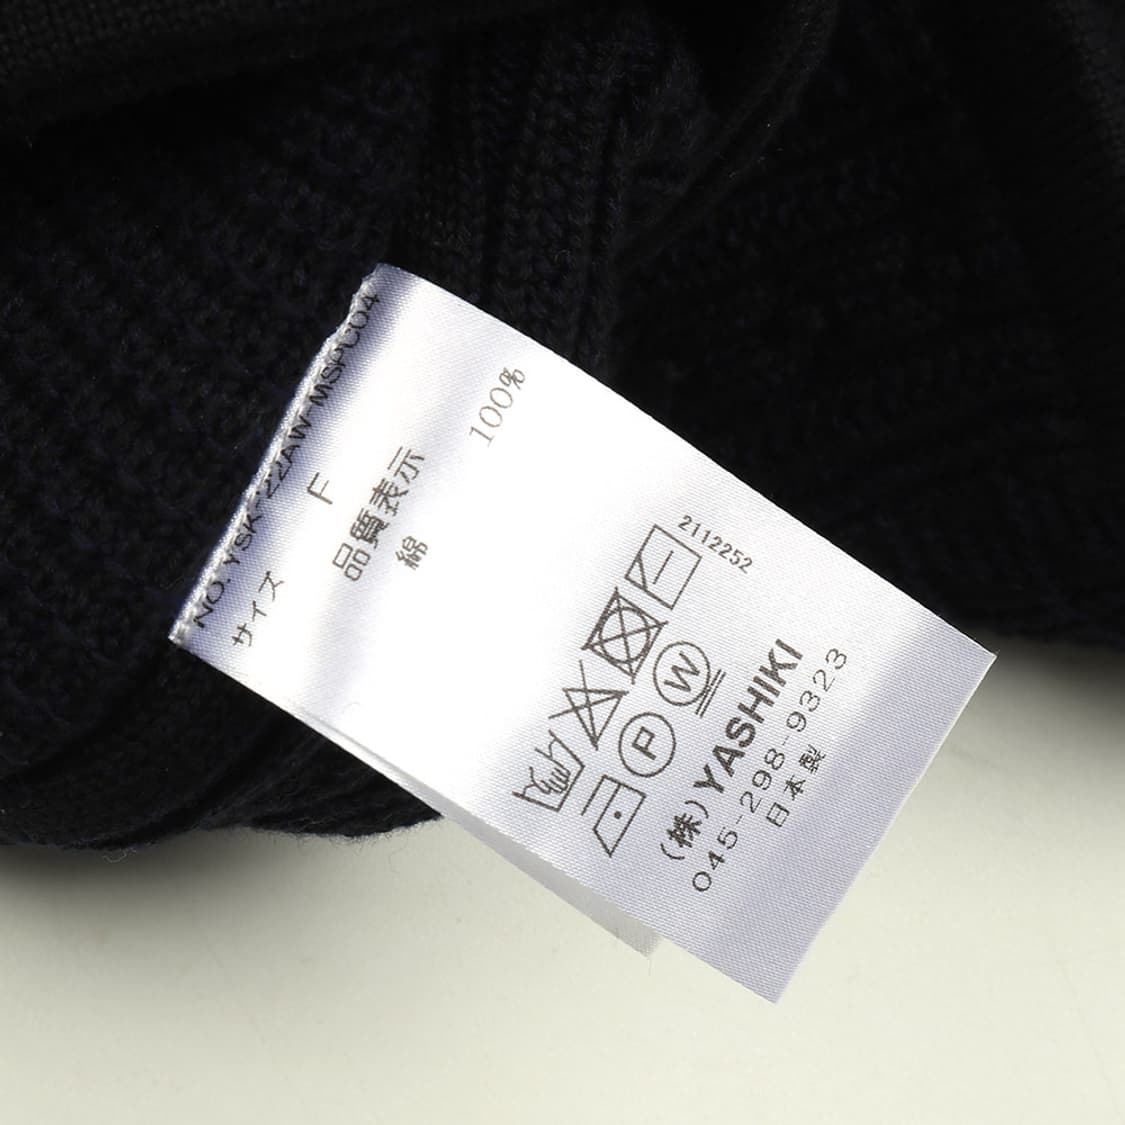 NO.YSK-22AW-MSPC04
サイズ F
品質表示
綿 100%
2112252
P W
(株)YASHIKI
045-298-9323
日本製